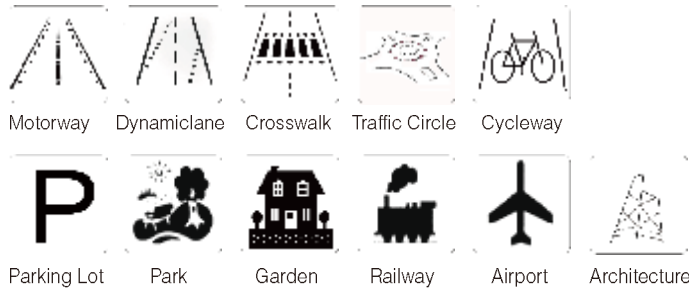 Motorway Dynamiclane Crosswalk Traffic Circle Cycleway
P
Parking Lot Park Garden Railway Airport Architecture